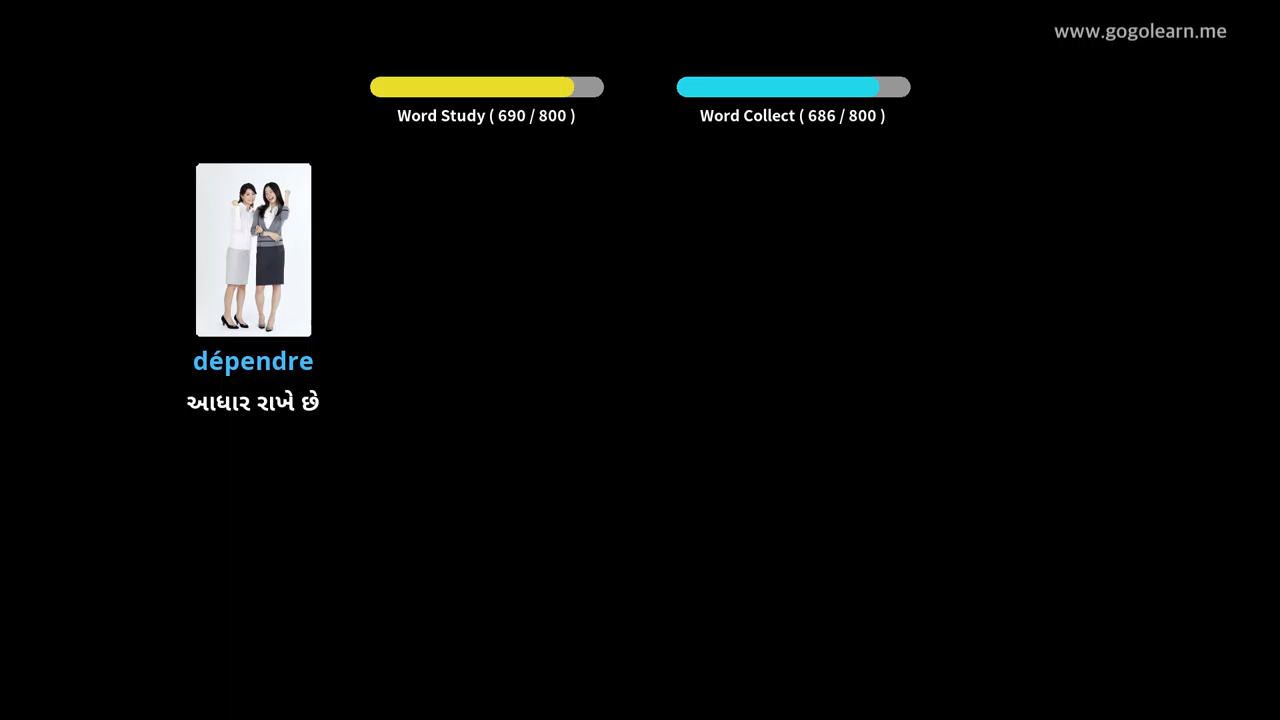 www.gogolearn.me
Word Study ( 690 / 800 )
Word Collect ( 686 / 800 )
dépendre
આધાર રાખે છે